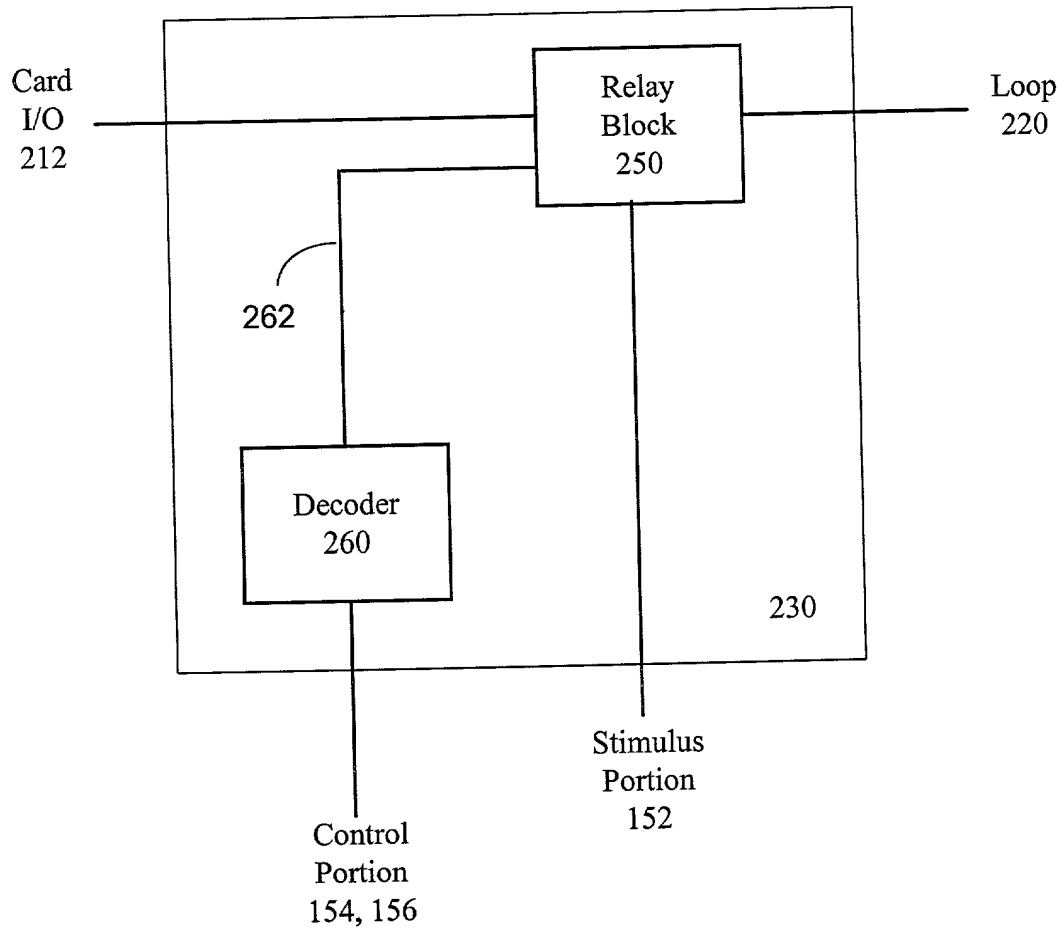 Card
I/O
212
Relay
Block
250
Loop
220
262
Decoder
260
230
Stimulus
Portion
152
Control
Portion
154, 156